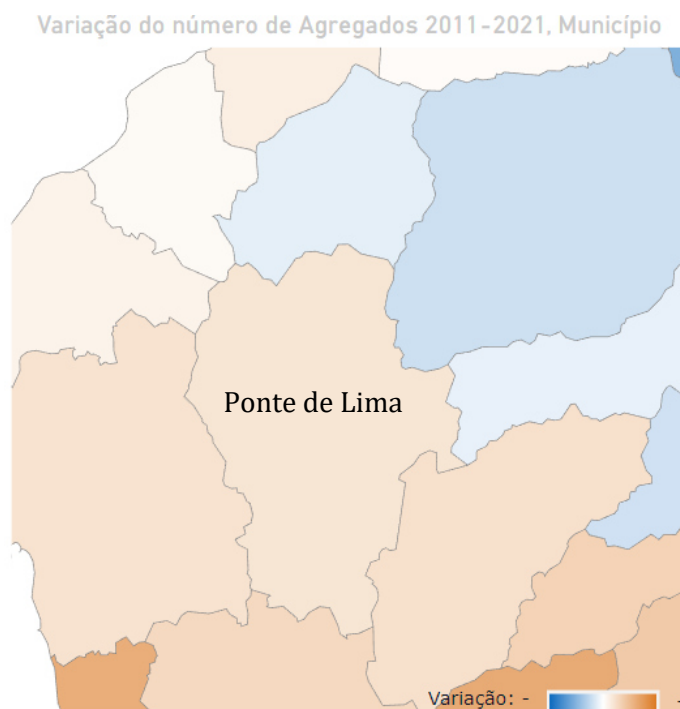 Variação do número de Agregados 2011-2021, Município
Ponte de Lima
Variação: -